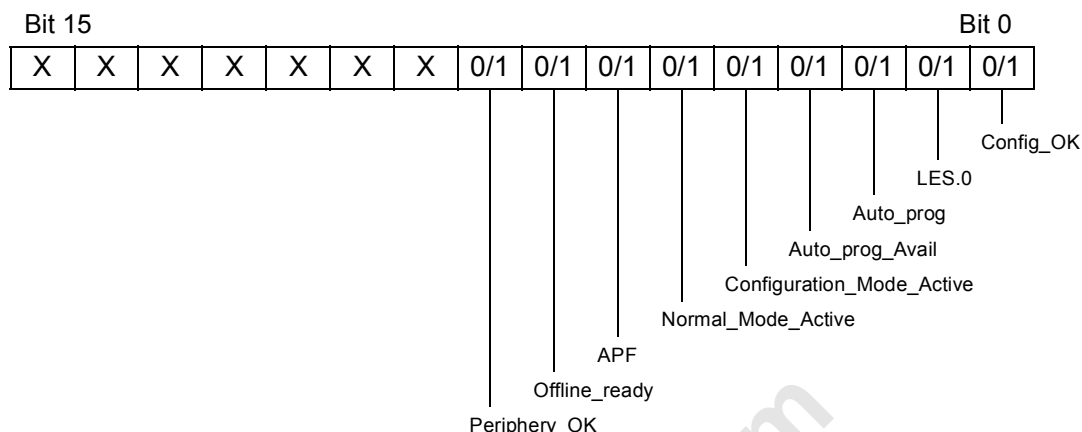 Bit 15 Bit 0
X X X X X X X 0/1 0/1 0/1 0/1 0/1 0/1 0/1 0/1 0/1
Config_OK
LES.0
Auto_prog
Auto_prog_Avail
Configuration_Mode_Active
Normal_Mode_Active
APF
Offline_ready
Periphery_OK
m